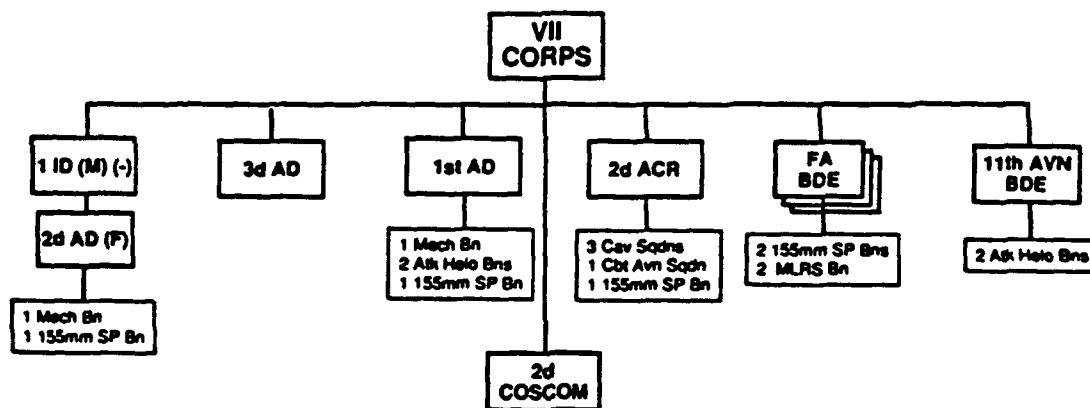 VII
CORPS
1 ID (M) (-)
3d AD
1st AD
2d ACR
FA
BDE
11th AVN
BDE
2d AD (F)
1 Mech Bn
2 Atk Helo Bns
1 155mm SP Bn
3 Cav Sqdns
1 Cbt Avn Sqdn
1 155mm SP Bn
2 155mm SP Bns
2 MLRS Bn
2 Atk Helo Bns
1 Mech Bn
1 155mm SP Bn
2d
COSCOM